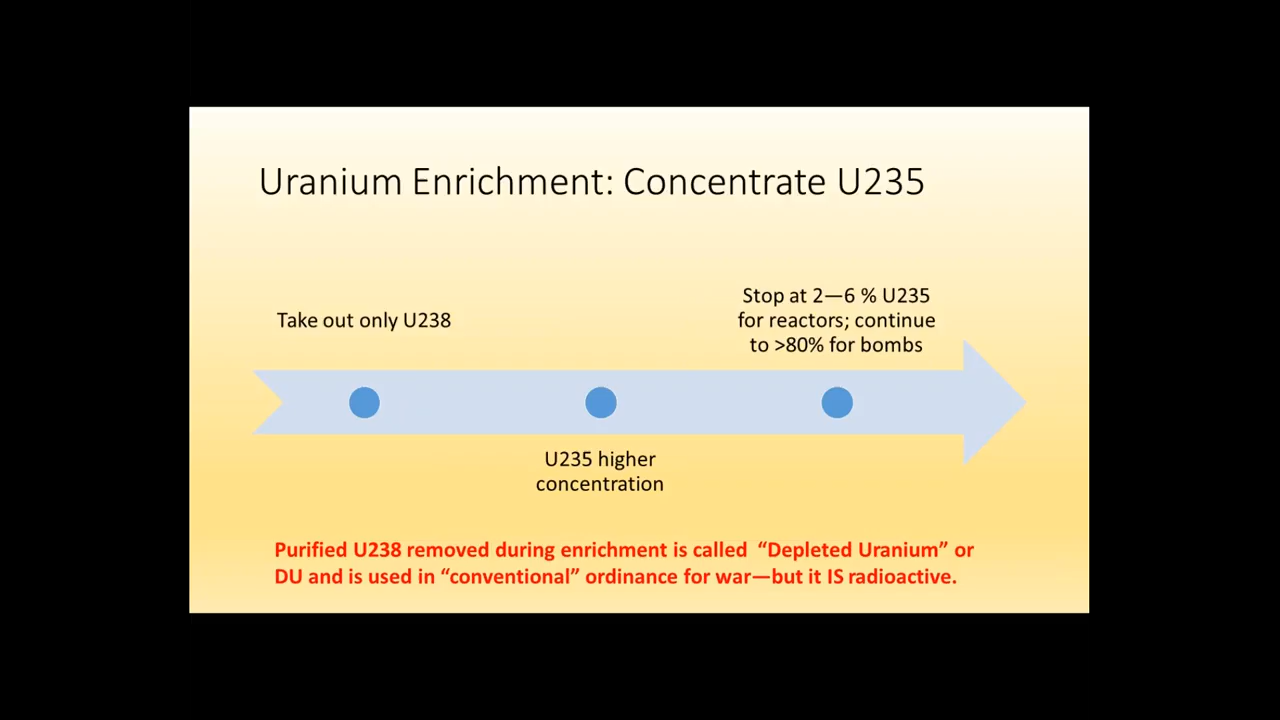 Uranium Enrichment: Concentrate U235
Take out only U238
U235 higher
concentration
Stop at 2—6 % U235
for reactors; continue
to >80% for bombs
Purified U238 removed during enrichment is called  “Depleted Uranium” or
DU and is used in “conventional” ordinance for war—but it IS radioactive.